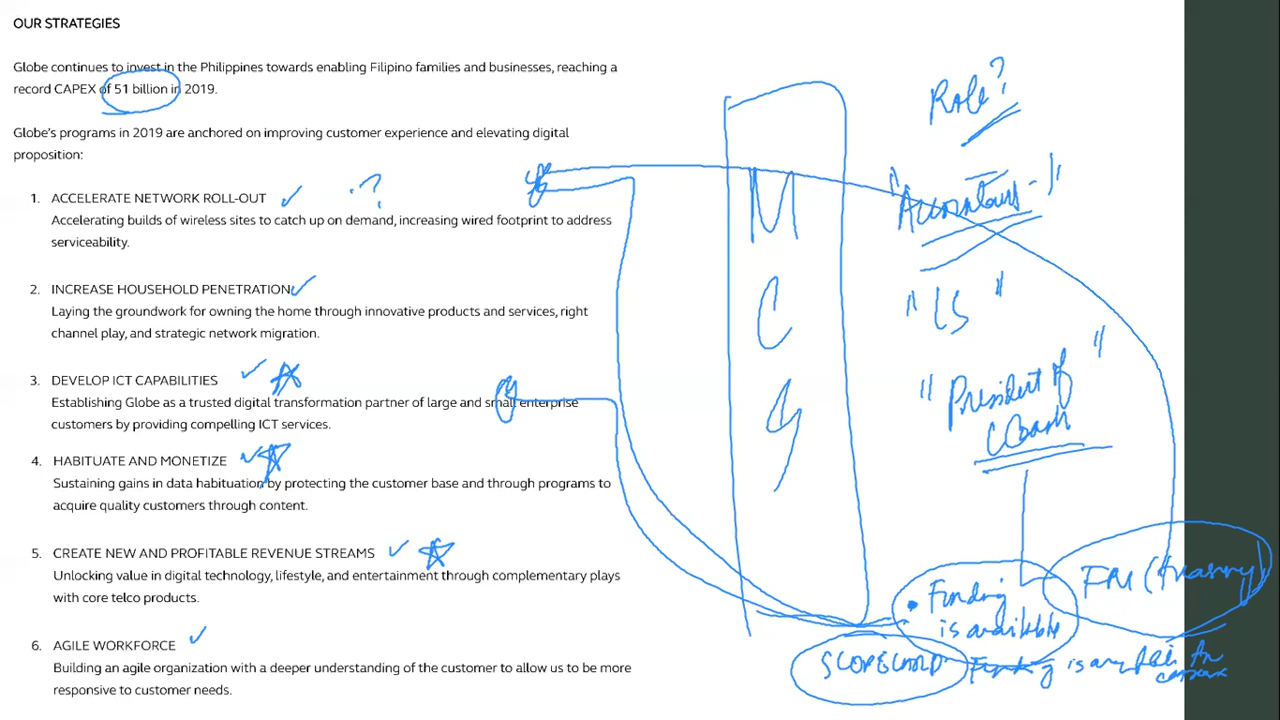 OUR STRATEGIES
Globe continues to invest in the Philippines towards enabling Filipino families and businesses, reaching a
record CAPEX of 51 billion in 2019.
Globe's programs in 2019 are anchored on improving customer experience and elevating digital
proposition:
1. ACCELERATE NETWORK ROLL-OUT
?
Accelerating builds of wireless sites to catch up on demand, increasing wired footprint to address
serviceability.
2. INCREASE HOUSEHOLD PENETRATION
Laying the groundwork for owning the home through innovative products and services, right
channel play, and strategic network migration.
3. DEVELOP ICT CAPABILITIES
Establishing Globe as a trusted digital transformation partner of large and small enterprise
customers by providing compelling ICT services.
4. HABITUATE AND MONETIZE
Sustaining gains in data habituation by protecting the customer base and through programs to
acquire quality customers through content.
5. CREATE NEW AND PROFITABLE REVENUE STREAMS
Unlocking value in digital technology, lifestyle, and entertainment through complementary plays
with core telco products.
6. AGILE WORKFORCE
Building an agile organization with a deeper understanding of the customer to allow us to be more
responsive to customer needs.
M
C
Role?
"President of
is available
SCORECARD
is